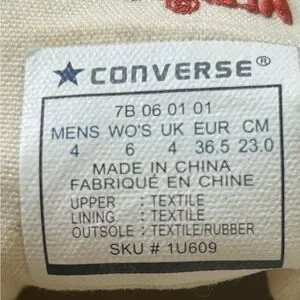 CONVERSE®
7B 06 01 01
MENS WO'S UK EUR CM
4 6 4 36.5 23.0
MADE IN CHINA
FABRIQUÉ EN CHINE
UPPER : TEXTILE
LINING : TEXTILE
OUTSOLE : TEXTILE/RUBBER
SKU # 1U609